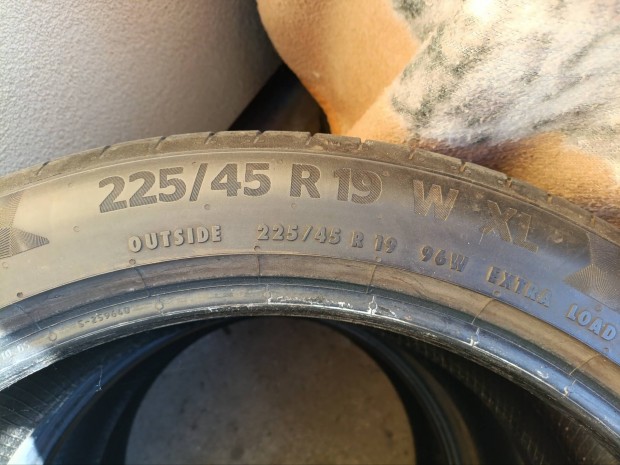 225/45 R 19 W XL
OUTSIDE 225/45 R 19 96W EXTRA LOAD